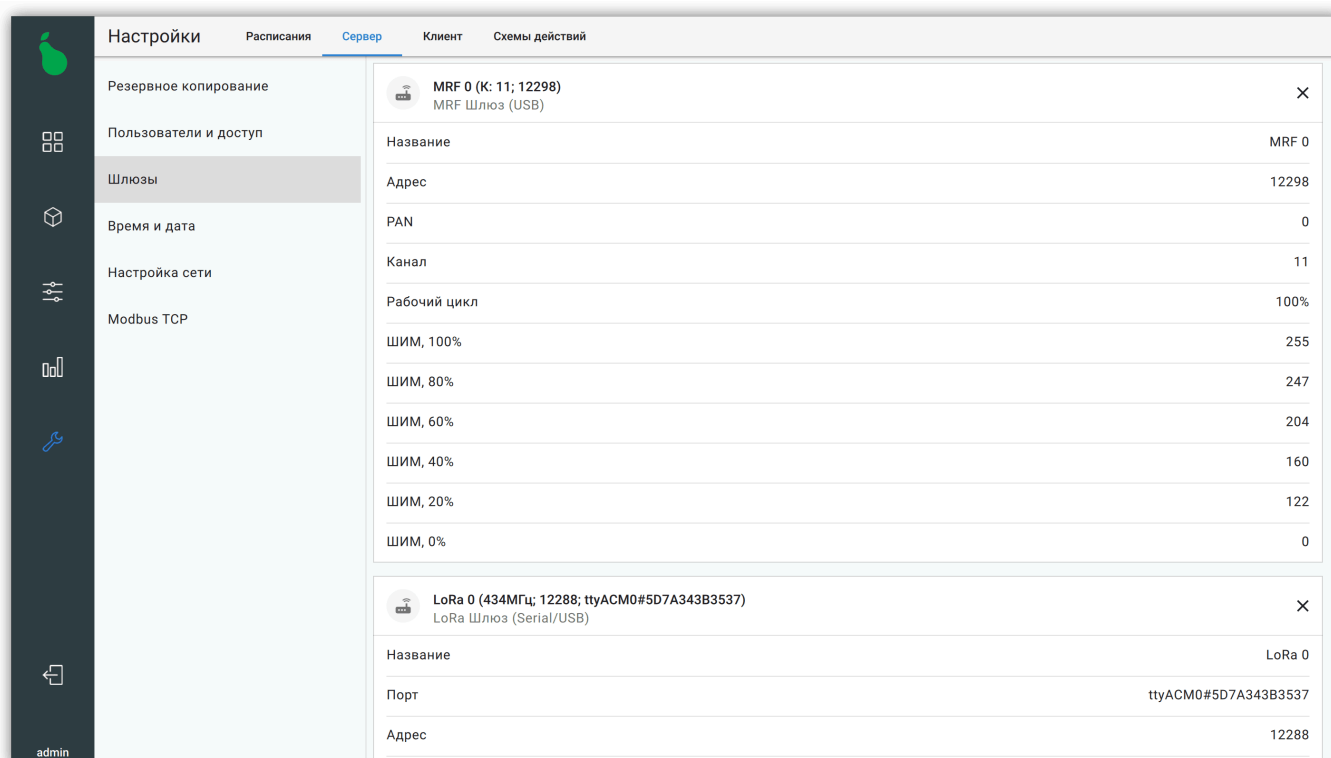 Настройки
Расписания
Сервер
Клиент
Схемы действий
Резервное копирование
Пользователи и доступ
Шлюзы
Время и дата
Настройка сети
Modbus TCP
admin
MRF 0 (К: 11; 12298)
MRF Шлюз (USB)
Название MRF 0
Адрес 12298
PAN 0
Канал 11
Рабочий цикл 100%
ШИМ, 100% 255
ШИМ, 80% 247
ШИМ, 60% 204
ШИМ, 40% 160
ШИМ, 20% 122
ШИМ, 0% 0
LoRa 0 (434МГц; 12288; ttyACM0#5D7A343B3537)
LoRa Шлюз (Serial/USB)
Название LoRa 0
Порт ttyACM0#5D7A343B3537
Адрес 12288